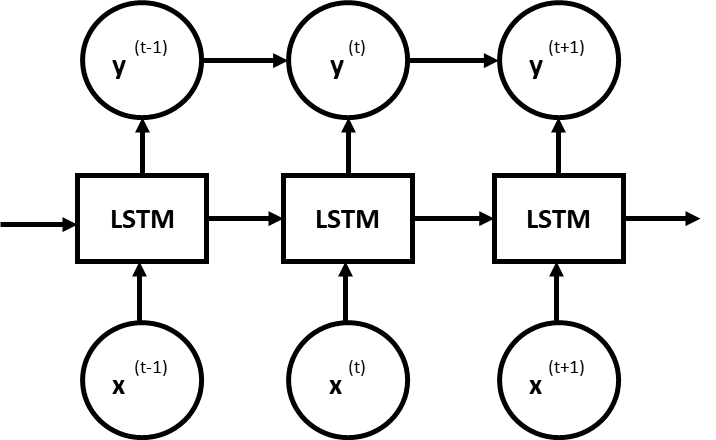 y (t-1) y (t) y (t+1)
LSTM LSTM LSTM
x (t-1) x (t) x (t+1)